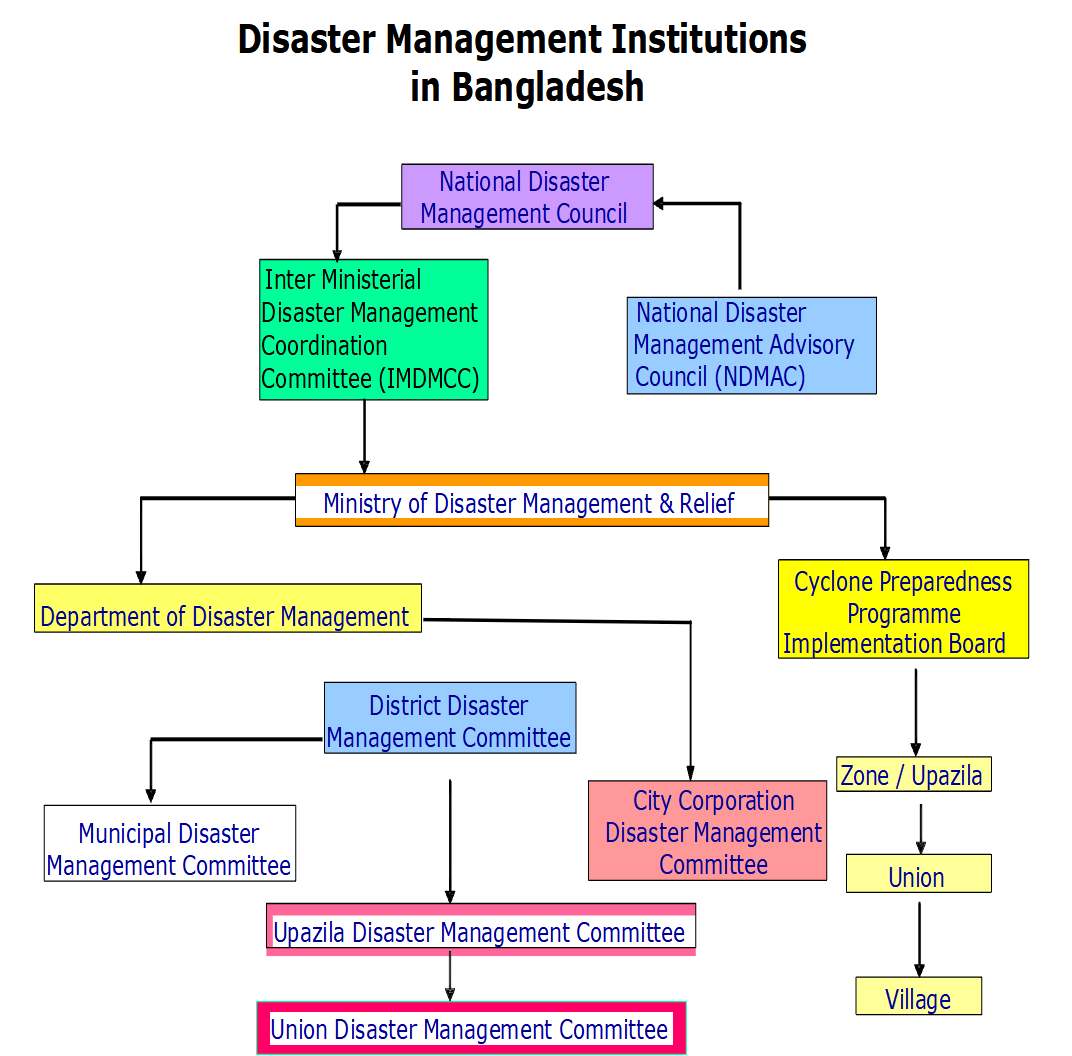 Disaster Management Institutions
in Bangladesh
National Disaster
Management Council
Inter Ministerial
Disaster Management
Coordination
Committee (IMDMCC)
National Disaster
Management Advisory
Council (NDMAC)
Ministry of Disaster Management & Relief
Department of Disaster Management
Cyclone Preparedness
Programme
Implementation Board
District Disaster
Management Committee
Zone / Upazila
City Corporation
Disaster Management
Committee
Municipal Disaster
Management Committee
Union
Upazila Disaster Management Committee
Village
Union Disaster Management Committee